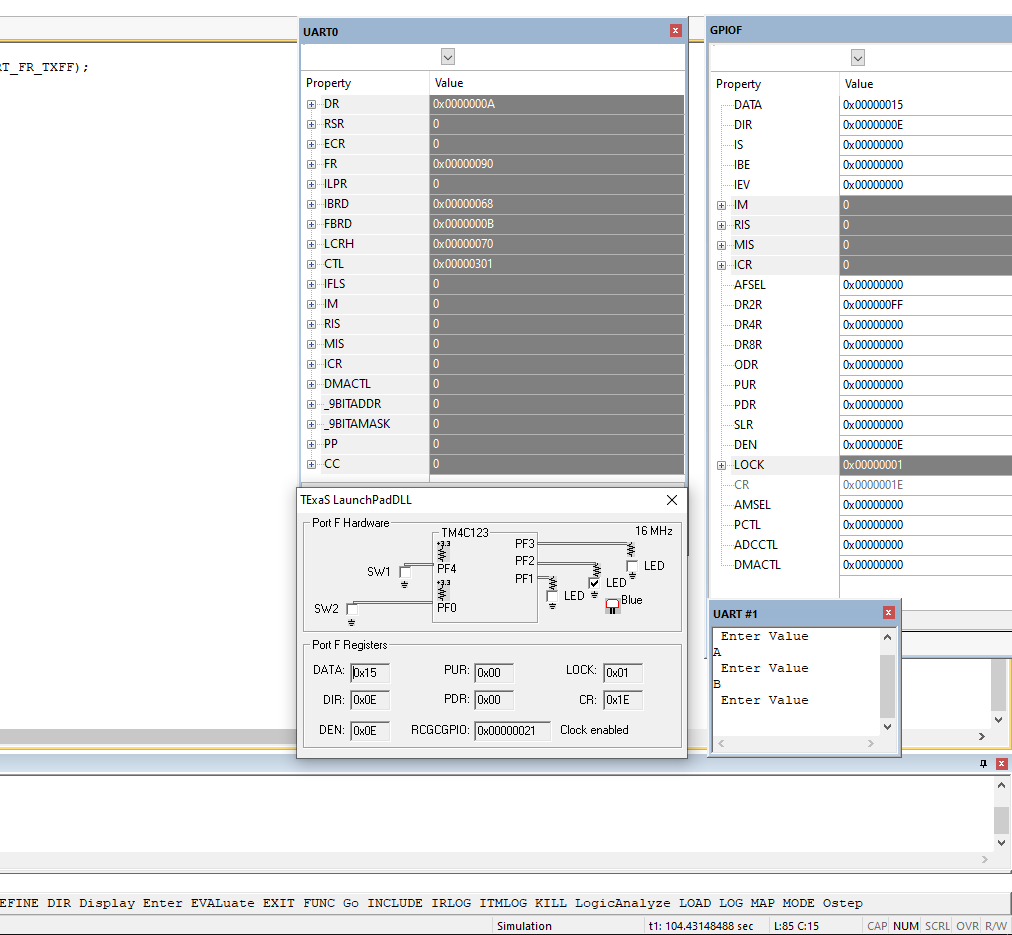 RT_FR_TXFF);
UART0
Property Value
DR 0x0000000A
RSR 0
ECR 0
FR 0x00000090
ILPR 0
IBRD 0x00000068
FBRD 0x0000000B
LCRH 0x00000070
CTL 0x00000301
IFLS 0
IM 0
RIS 0
MIS 0
ICR 0
DMACTL 0
_9BITADDR 0
_9BITAMASK 0
PP 0
CC 0
GPIOF
Property Value
DATA 0x00000015
DIR 0x0000000E
IS 0x00000000
IBE 0x00000000
IEV 0x00000000
IM 0
RIS 0
MIS 0
ICR 0
AFSEL 0x00000000
DR2R 0x000000FF
DR4R 0x00000000
DR8R 0x00000000
ODR 0x00000000
PUR 0x00000000
PDR 0x00000000
SLR 0x00000000
DEN 0x0000000E
LOCK 0x00000001
CR 0x0000001E
AMSEL 0x00000000
PCTL 0x00000000
ADCCTL 0x00000000
DMACTL 0x00000000
TExaS LaunchPadDLL
Port F Hardware
TM4C123 16 MHz
+3.3 PF3
SW1 PF4 PF2 LED
+3.3 PF1 LED
SW2 PF0 LED Blue
Port F Registers
DATA: 0x15 PUR: 0x00 LOCK: 0x01
DIR: 0x0E PDR: 0x00 CR: 0x1E
DEN: 0x0E RCGCGPIO: 0x00000021 Clock enabled
UART #1
Enter Value
A
Enter Value
B
Enter Value
EFINE DIR Display Enter EVALuate EXIT FUNC Go INCLUDE IRLOG ITMLOG KILL LogicAnalyze LOAD LOG MAP MODE Ostep
Simulation t1: 104.43148488 sec L:85 C:15 CAP NUM SCRL OVR R/W